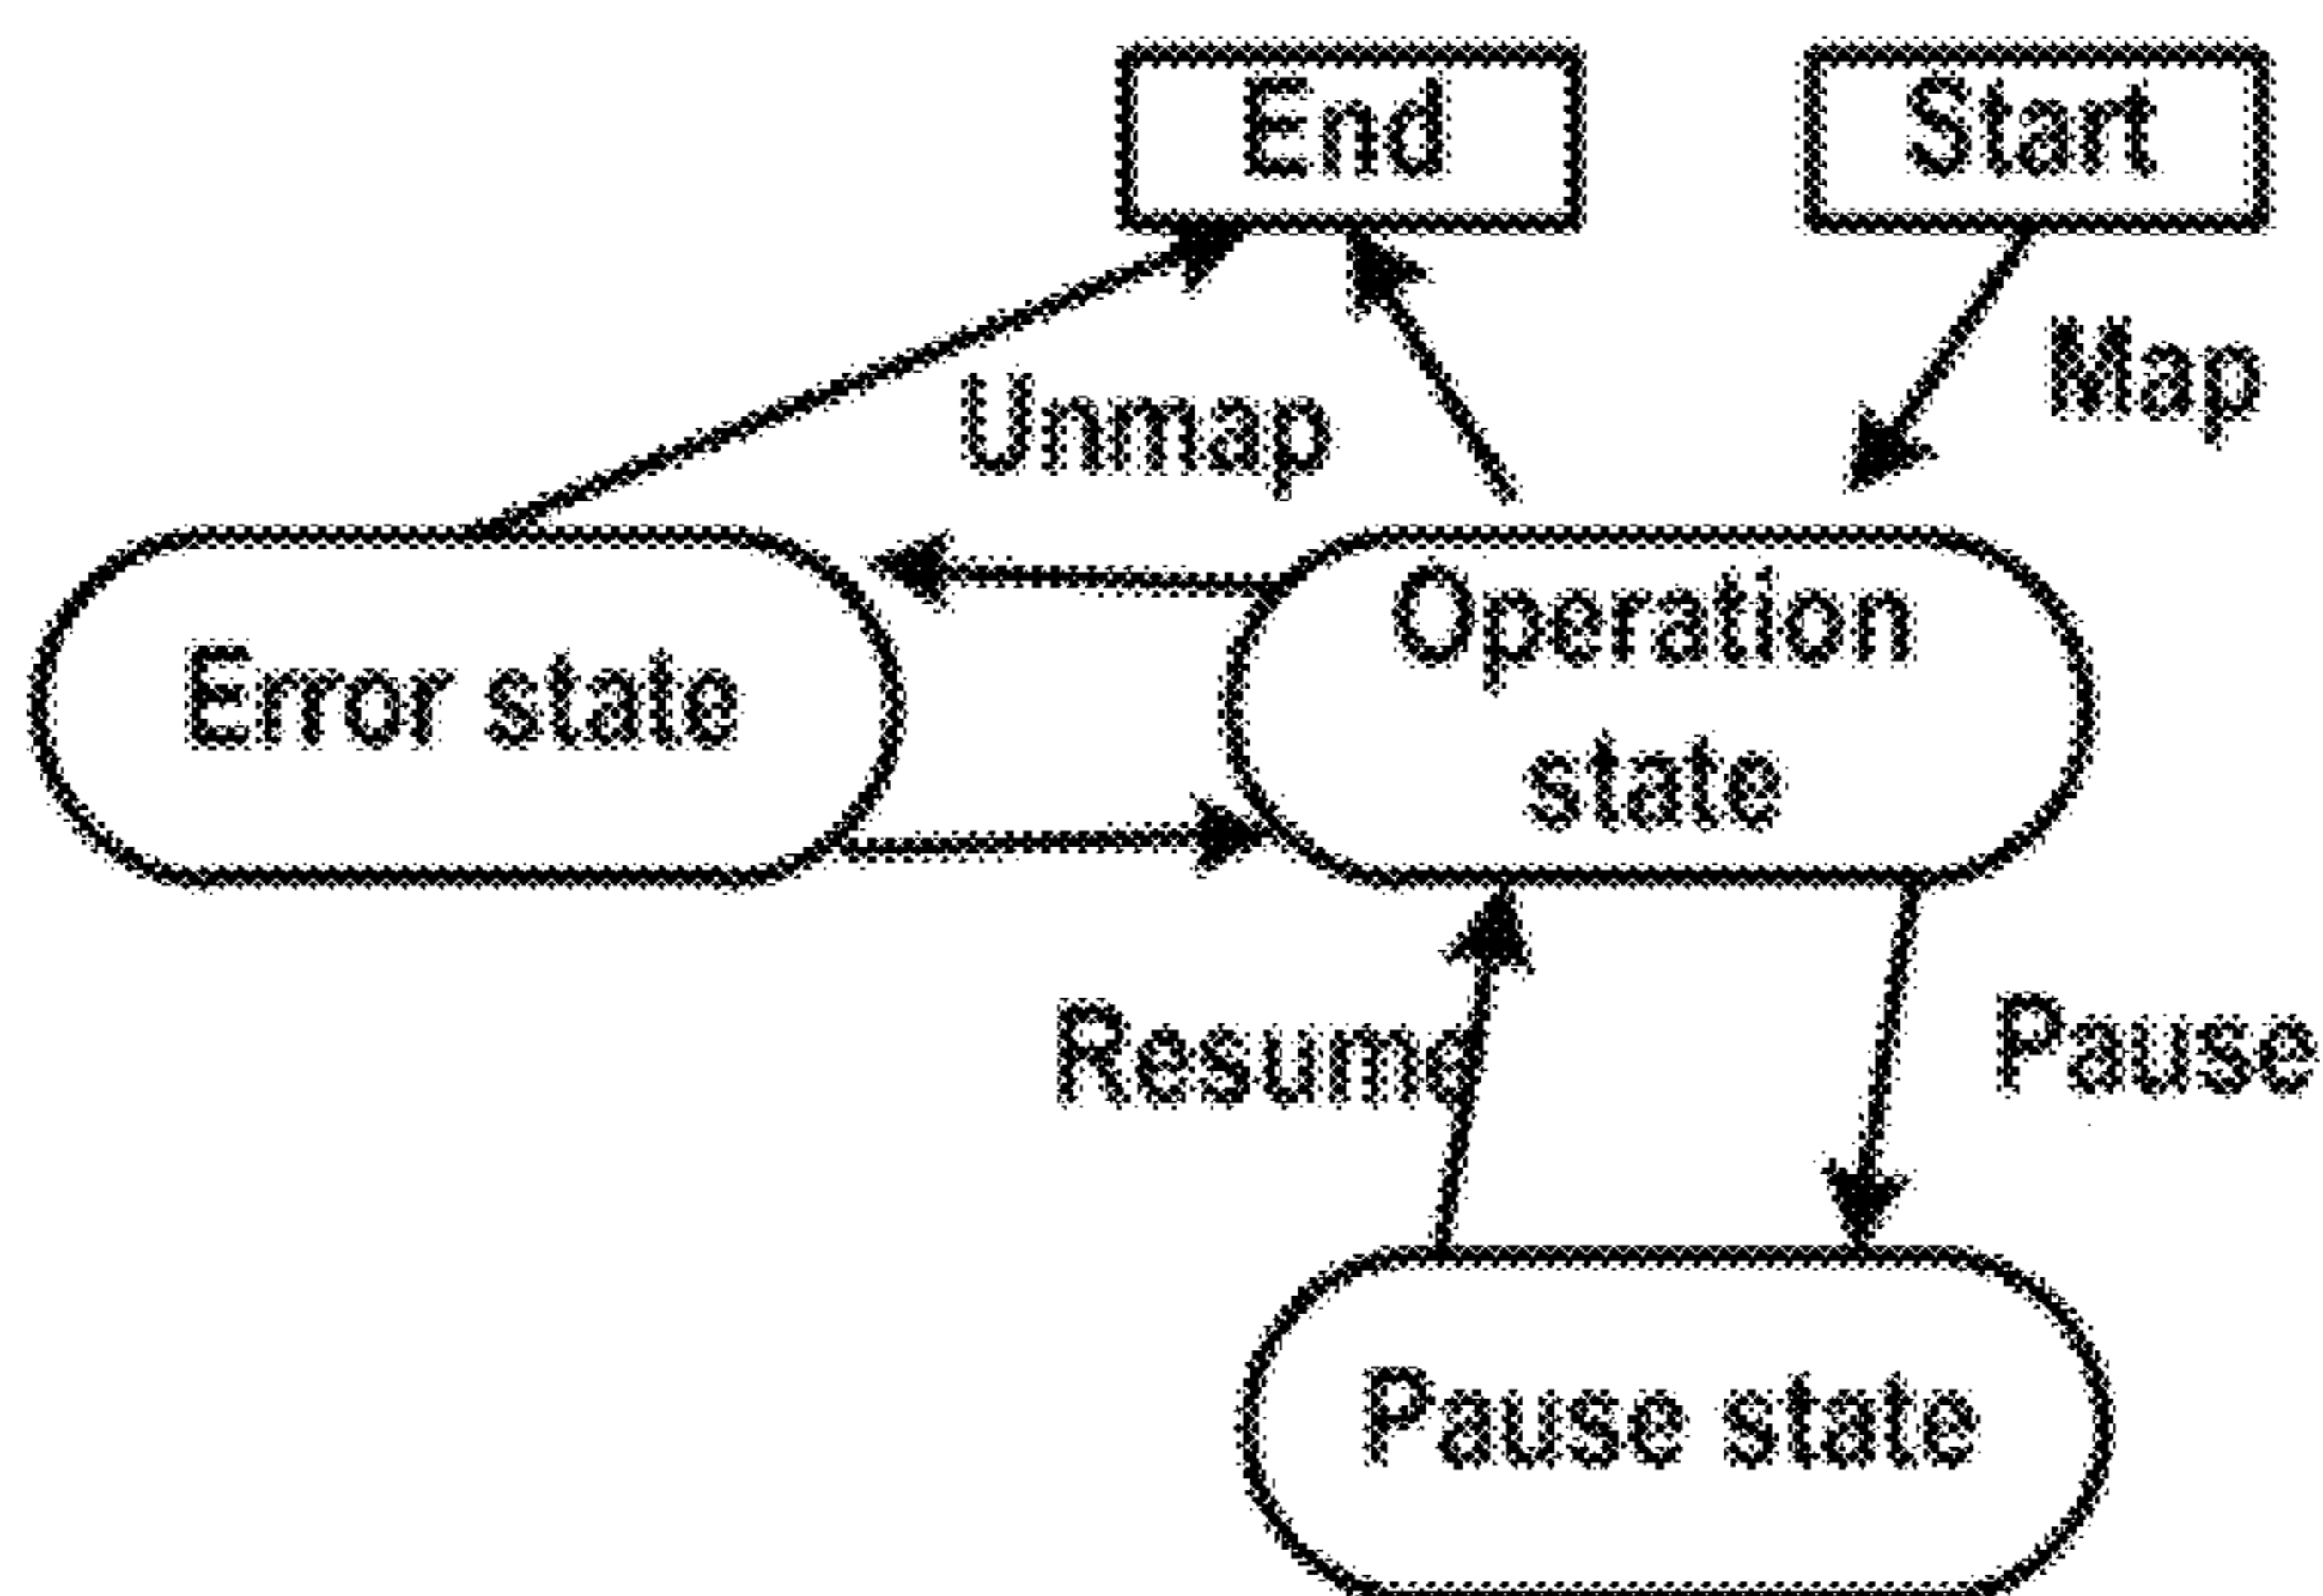 End
Start
Map
Unmap
Error state
Operation
state
Resume
Pause
Pause state